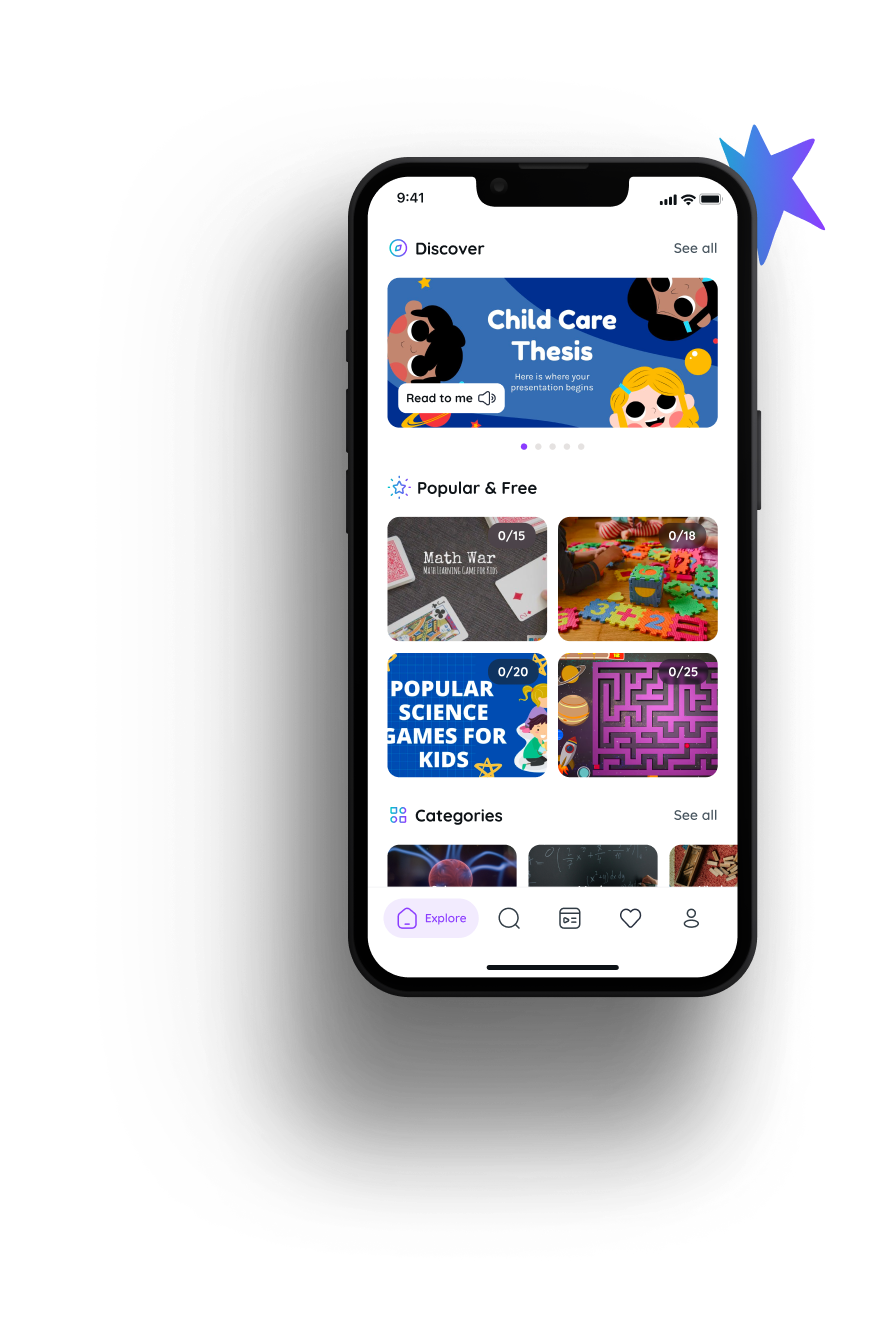 9:41
Discover
See all
Child Care
Thesis
Here is where your
presentation begins
Read to me
Popular & Free
0/15
Math War
Math Learning Game for Kids
0/18
0/20
POPULAR
SCIENCE
GAMES FOR
KIDS
0/25
Categories
See all
Explore